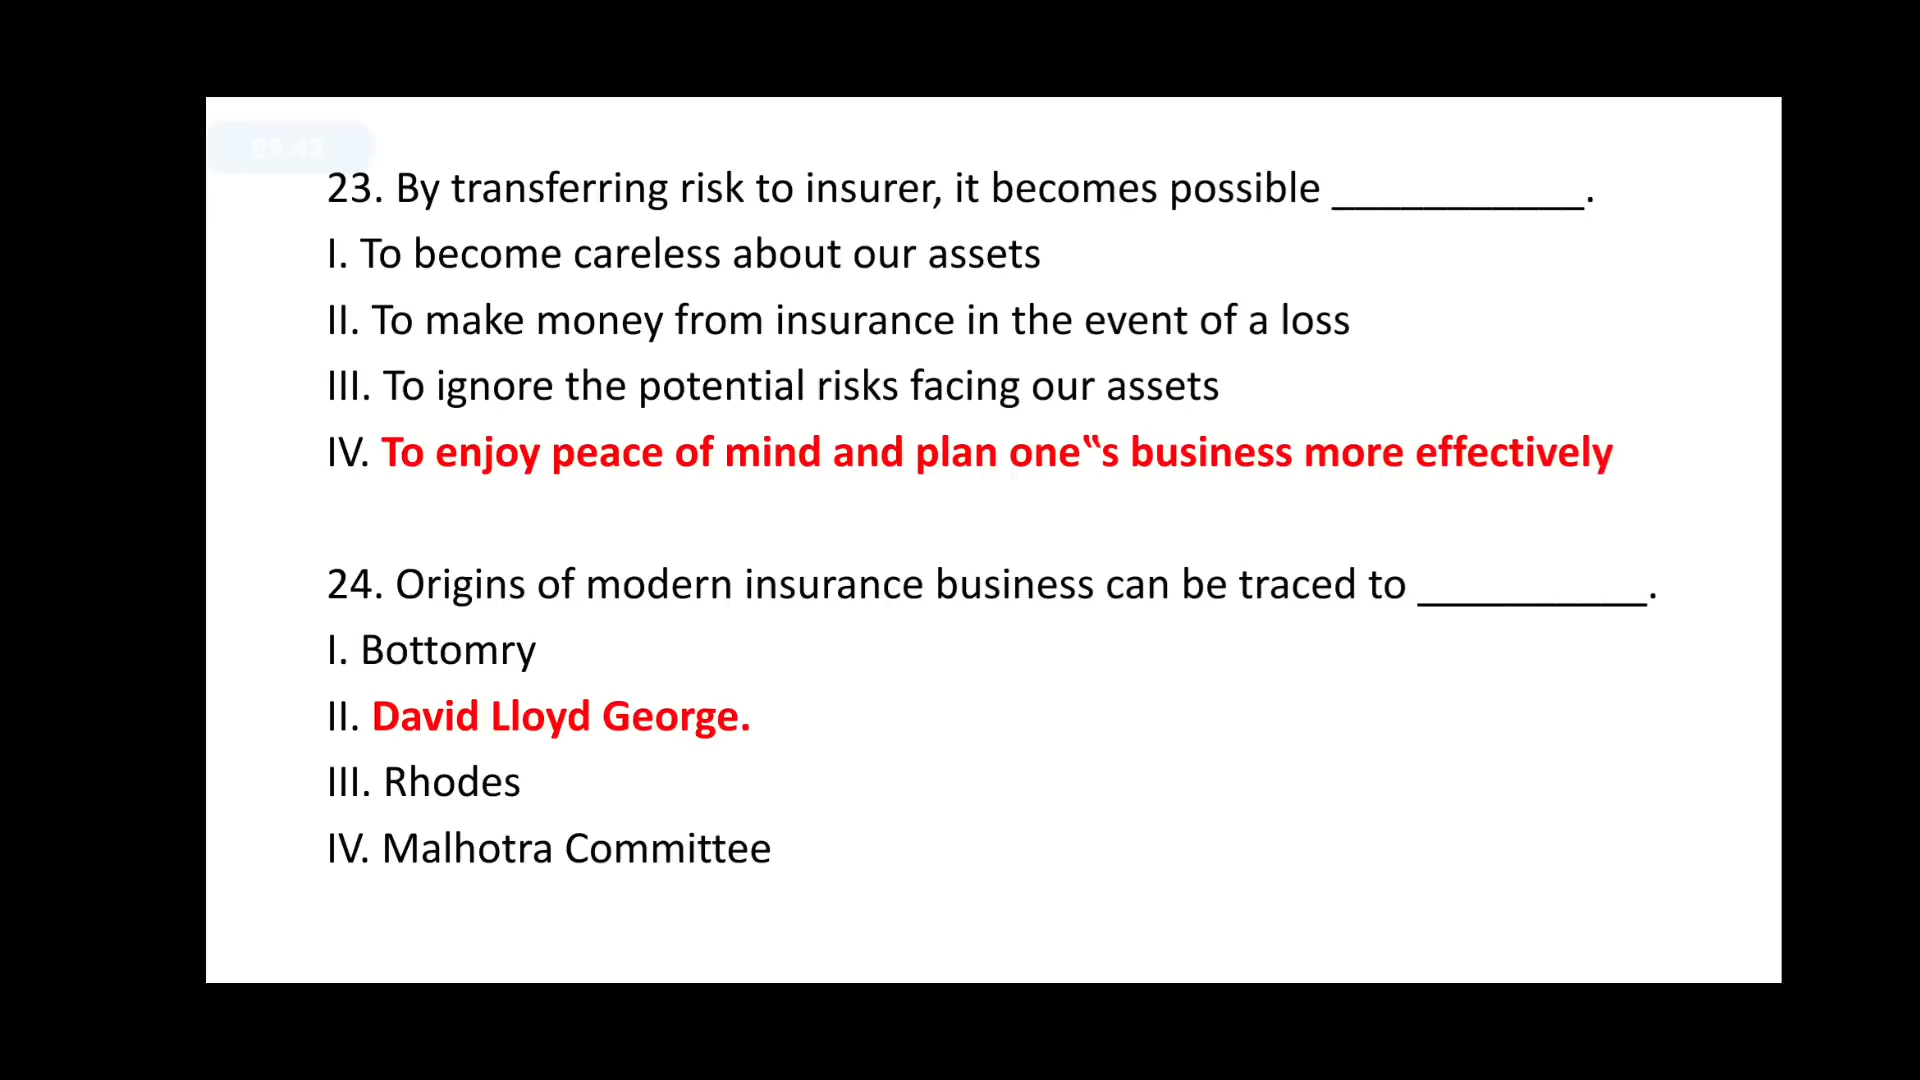 09:42
23. By transferring risk to insurer, it becomes possible ___________.
I. To become careless about our assets
II. To make money from insurance in the event of a loss
III. To ignore the potential risks facing our assets
IV. To enjoy peace of mind and plan one‟s business more effectively
24. Origins of modern insurance business can be traced to __________.
I. Bottomry
II. David Lloyd George.
III. Rhodes
IV. Malhotra Committee